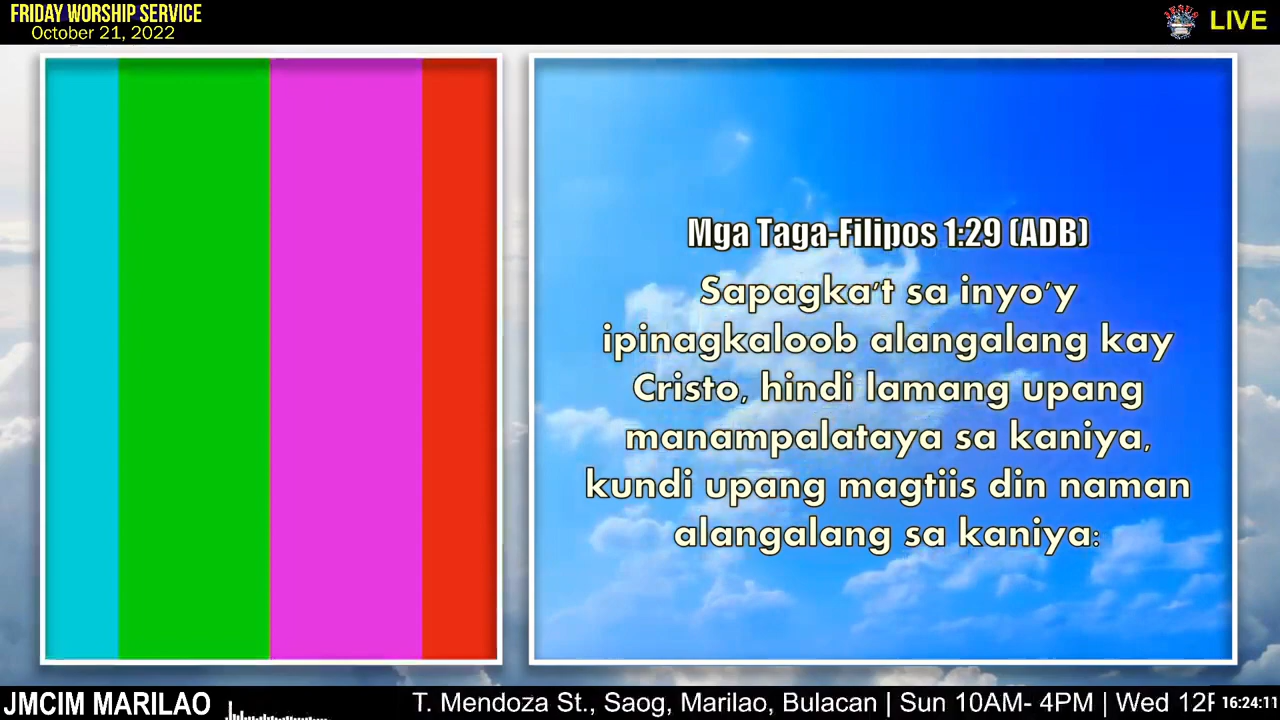 FRIDAY WORSHIP SERVICE
October 21, 2022
LIVE
Mga Taga-Filipos 1:29 (ADB)
Sapagka't sa inyo'y
ipinagkaloob alangalang kay
Cristo, hindi lamang upang
manampalataya sa kaniya,
kundi upang magtiis din naman
alangalang sa kaniya:
JMCIM MARILAO
T. Mendoza St., Saog, Marilao, Bulacan | Sun 10AM- 4PM | Wed
16:24:11